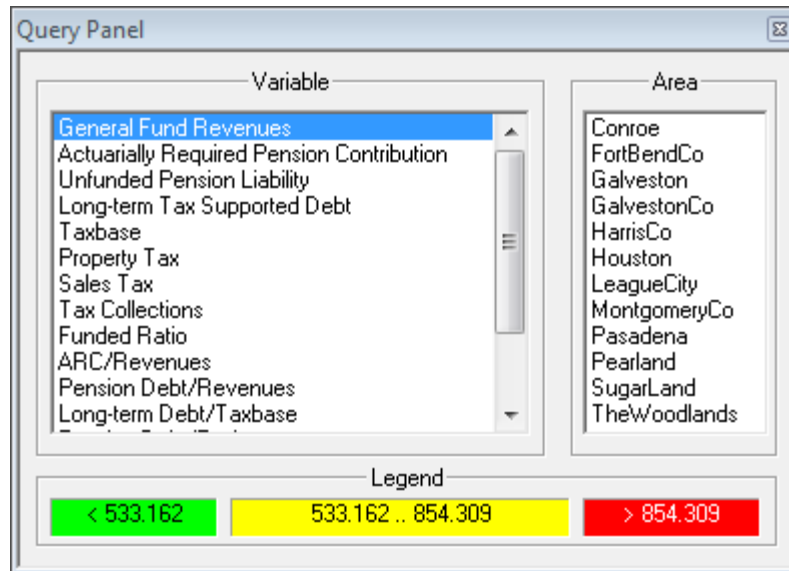 Query Panel
Variable
General Fund Revenues
Actuarially Required Pension Contribution
Unfunded Pension Liability
Long-term Tax Supported Debt
Taxbase
Property Tax
Sales Tax
Tax Collections
Funded Ratio
ARC/Revenues
Pension Debt/Revenues
Long-term Debt/Taxbase
Area
Conroe
FortBendCo
Galveston
GalvestonCo
HarrisCo
Houston
LeagueCity
MontgomeryCo
Pasadena
Pearland
SugarLand
TheWoodlands
Legend
< 533.162
533.162 .. 854.309
> 854.309